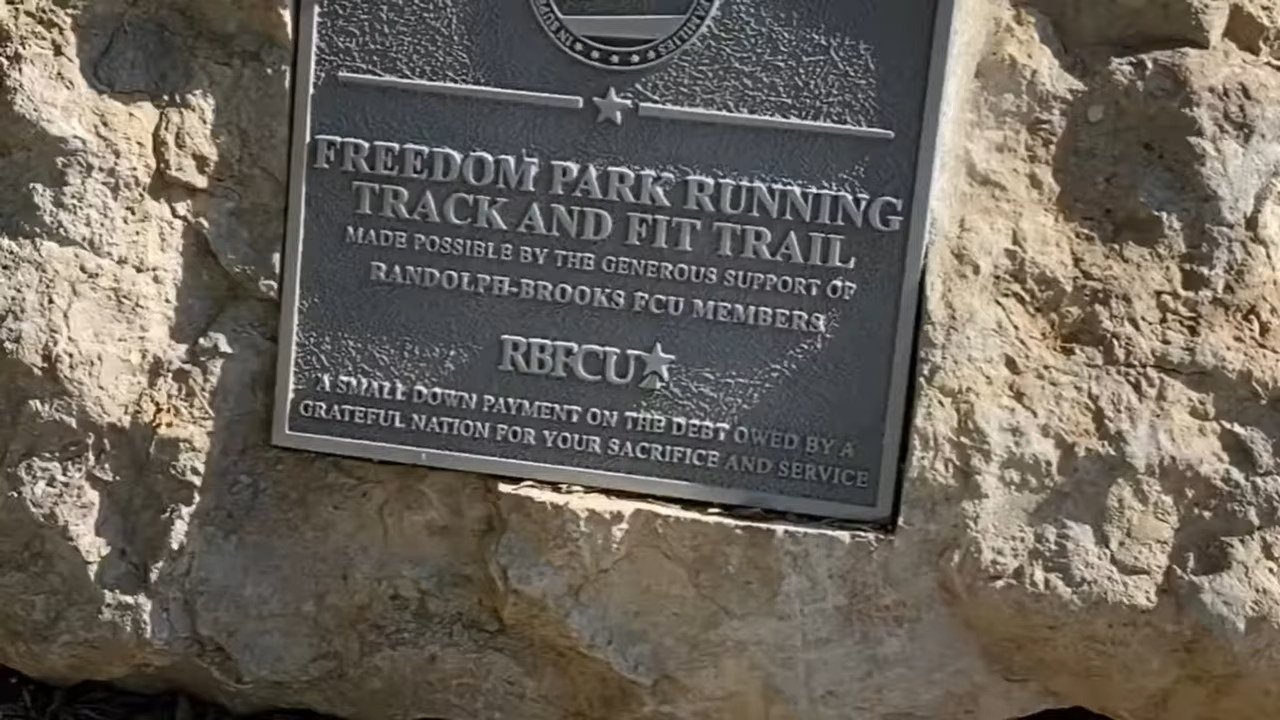 FREEDOM PARK RUNNING
TRACK AND FIT TRAIL
MADE POSSIBLE BY THE GENEROUS SUPPORT OF
RANDOLPH-BROOKS FCU MEMBERS
RBFCU
A SMALL DOWN PAYMENT ON THE DEBT OWED BY A
GRATEFUL NATION FOR YOUR SACRIFICE AND SERVICE